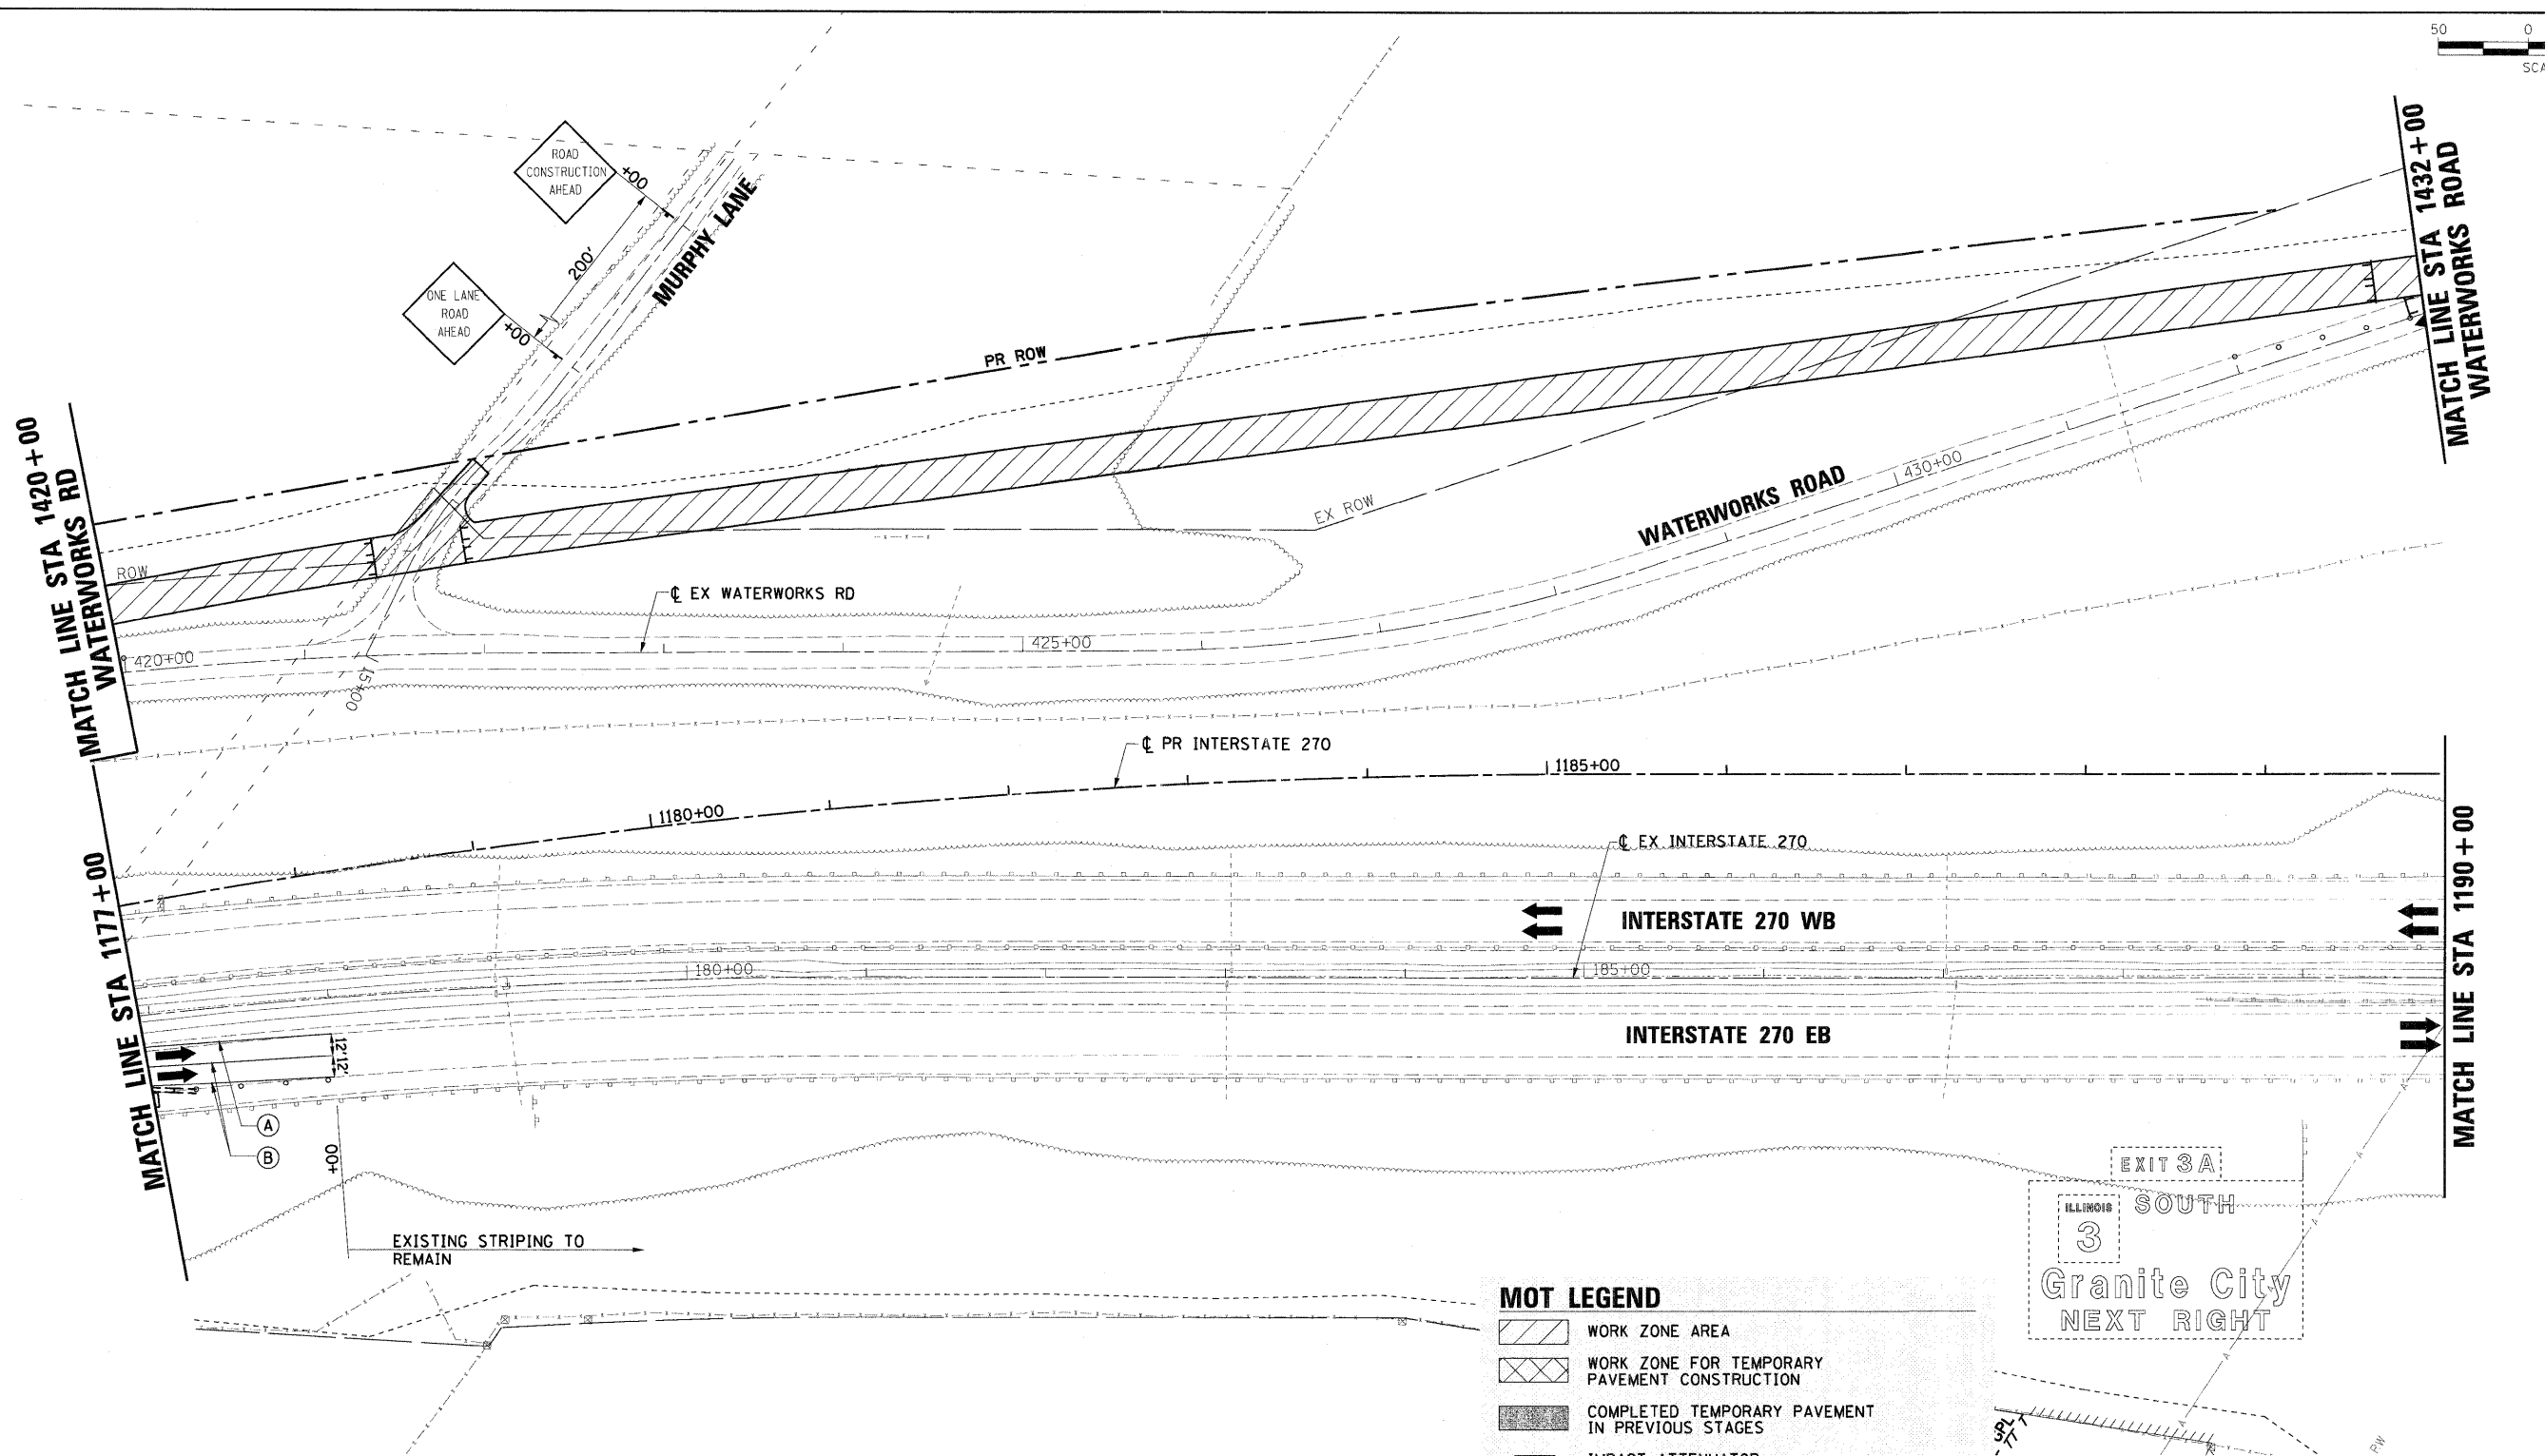 50 0
SCA
ROAD
CONSTRUCTION
AHEAD
+00
200'
ONE LANE
ROAD
AHEAD
+00
MURPHY LANE
MATCH LINE STA 1432+00
WATERWORKS ROAD
PR ROW
MATCH LINE STA 1420+00
WATERWORKS RD
ROW
EX ROW
WATERWORKS ROAD
430+00
℄ EX WATERWORKS RD
420+00
425+00
15+00
℄ PR INTERSTATE 270
1180+00
1185+00
℄ EX INTERSTATE 270
MATCH LINE STA 1177+00
INTERSTATE 270 WB
180+00
185+00
INTERSTATE 270 EB
MATCH LINE STA 1190+00
12'
12'
A
B
+00
EXISTING STRIPING TO
REMAIN
EXIT 3A
ILLINOIS
3
SOUTH
Granite City
NEXT RIGHT
MOT LEGEND
WORK ZONE AREA
WORK ZONE FOR TEMPORARY
PAVEMENT CONSTRUCTION
COMPLETED TEMPORARY PAVEMENT
IN PREVIOUS STAGES
IMPACT ATTENUATOR
RW